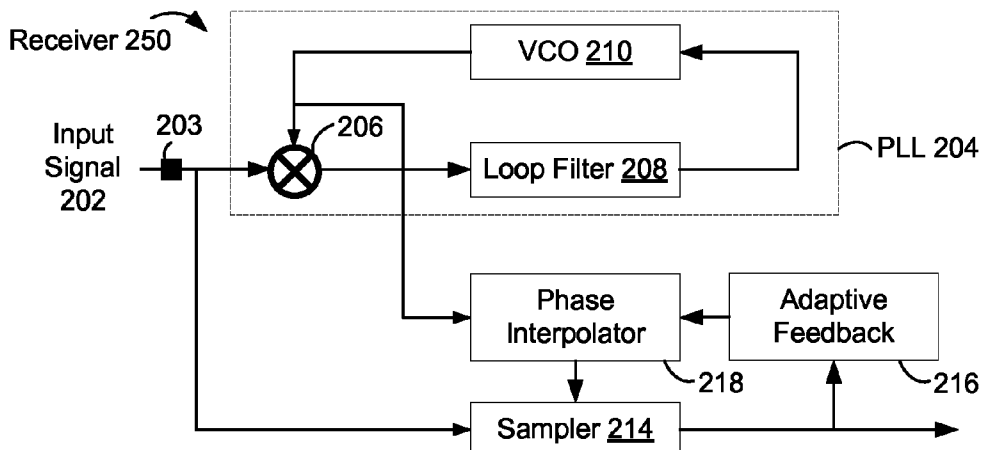 Receiver 250
VCO 210
203
206
Input
Signal
202
Loop Filter 208
PLL 204
Phase
Interpolator
Adaptive
Feedback
218
216
Sampler 214